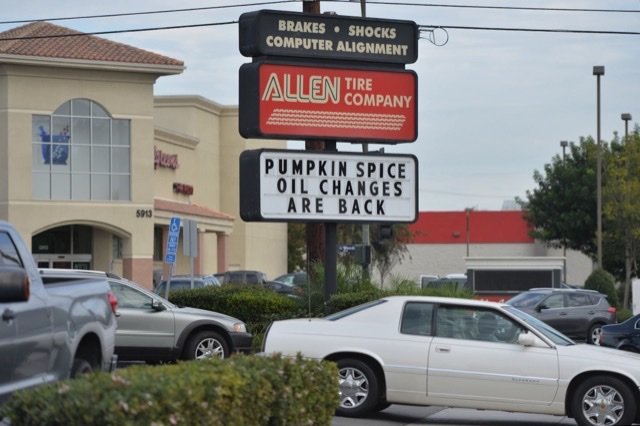 BRAKES • SHOCKS
COMPUTER ALIGNMENT
ALLEN TIRE
COMPANY
PUMPKIN SPICE
OIL CHANGES
ARE BACK
5913